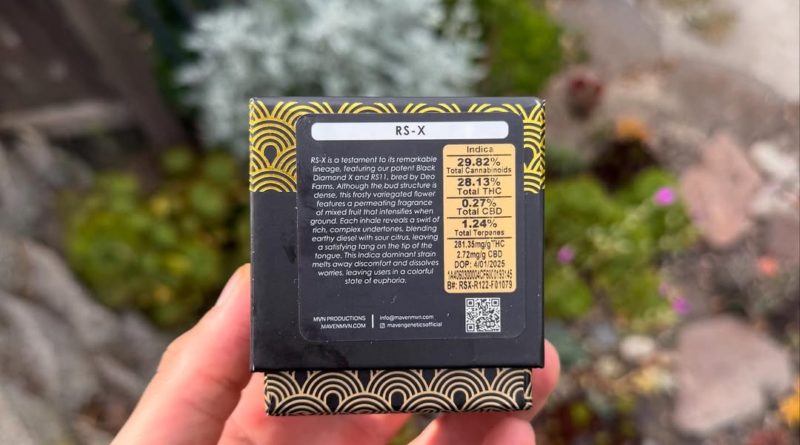 RS-X
RS-X is a testament to its remarkable
lineage, featuring our potent Black
Diamond X and RS11, bred by Deo
Farms. Although the bud structure is
dense, this frosty variegated flower
features a permeating fragrance
of mixed fruit that intensifies when
ground. Each inhale reveals a swirl of
rich, complex undertones, blending
earthy diesel with sour citrus, leaving
a satisfying tang on the tip of the
tongue. This indica dominant strain
melts away discomfort and dissolves
worries, leaving users in a colorful
state of euphoria.
MVN PRODUCTIONS
MAVENMVN.COM
info@mavenmvn.com
mavengeneticsofficial
Indica
29.82%
Total Cannabinoids
28.13%
Total THC
0.27%
Total CBD
1.24%
Total Terpenes
281.35mg/g THC
2.72mg/g CBD
DOP: 4/01/2025
B#: RSX-R122-F01079